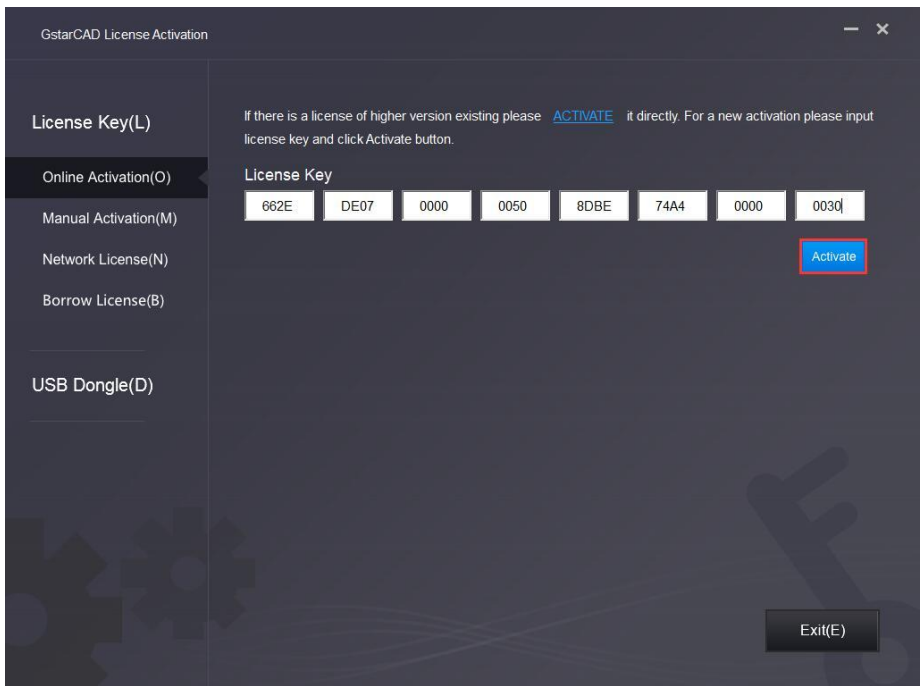 GstarCAD License Activation
License Key(L)
Online Activation(O)
Manual Activation(M)
Network License(N)
Borrow License(B)
USB Dongle(D)
If there is a license of higher version existing please ACTIVATE it directly. For a new activation please input
license key and click Activate button.
License Key
662E DE07 0000 0050 8DBE 74A4 0000 0030
Activate
Exit(E)